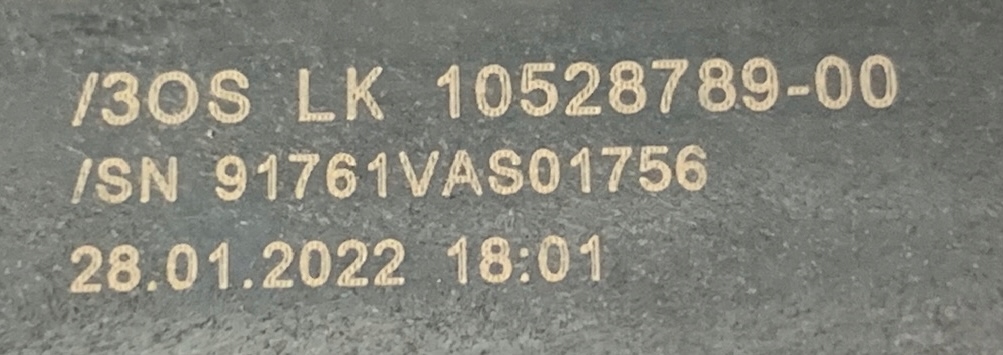 /3OS LK 10528789-00
/SN 91761VAS01756
28.01.2022 18:01